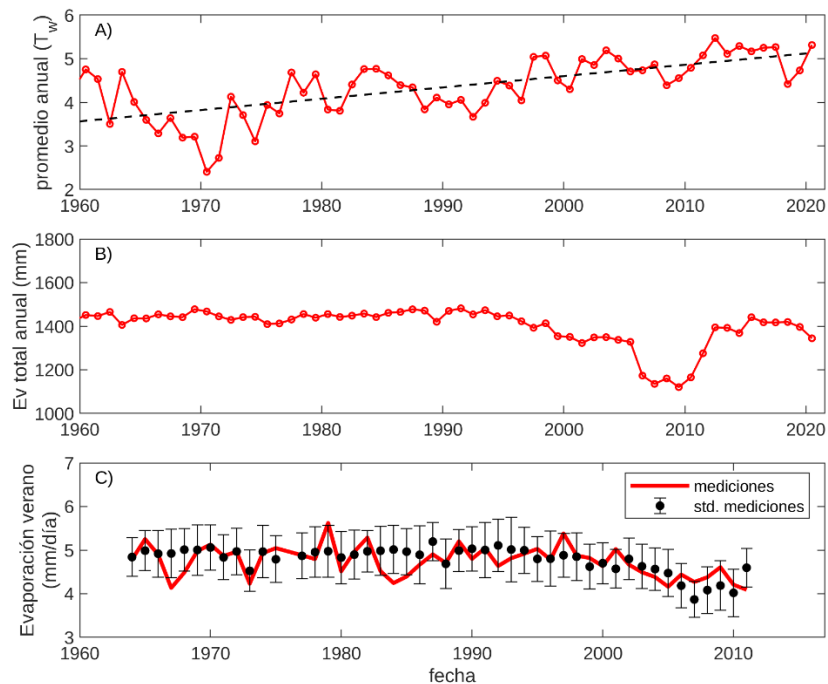 A)
promedio anual (T_w)
6
5
4
3
2
1960 1970 1980 1990 2000 2010 2020
B)
Ev total anual (mm)
1800
1600
1400
1200
1000
1960 1970 1980 1990 2000 2010 2020
C)
Evaporación verano
(mm/día)
7
6
5
4
3
mediciones
std. mediciones
1960 1970 1980 1990 2000 2010
fecha